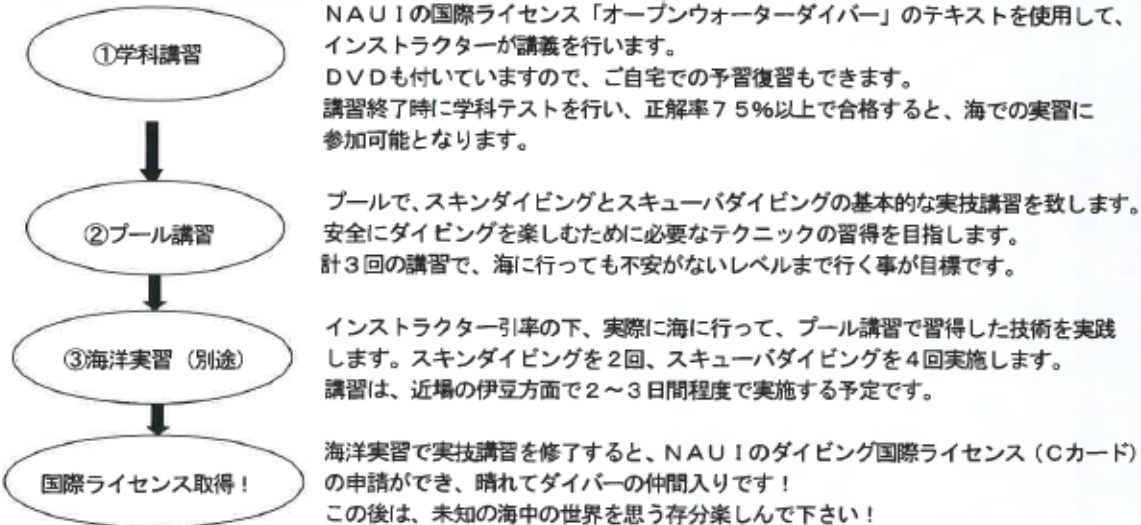 ①学科講習
NAUIの国際ライセンス「オープンウォーターダイバー」のテキストを使用して、
インストラクターが講義を行います。
DVDも付いていますので、ご自宅での予習復習もできます。
講習終了時に学科テストを行い、正解率75%以上で合格すると、海での実習に
参加可能となります。
②プール講習
プールで、スキンダイビングとスキューバダイビングの基本的な実技講習を致します。
安全にダイビングを楽しむために必要なテクニックの習得を目指します。
計3回の講習で、海に行っても不安がないレベルまで行く事が目標です。
③海洋実習（別途）
インストラクター引率の下、実際に海に行って、プール講習で習得した技術を実践
します。スキンダイビングを2回、スキューバダイビングを4回実施します。
講習は、近場の伊豆方面で2～3日間程度で実施する予定です。
国際ライセンス取得！
海洋実習で実技講習を修了すると、NAUIのダイビング国際ライセンス（Cカード）
の申請ができ、晴れてダイバーの仲間入りです！
この後は、未知の海中の世界を思う存分楽しんで下さい！